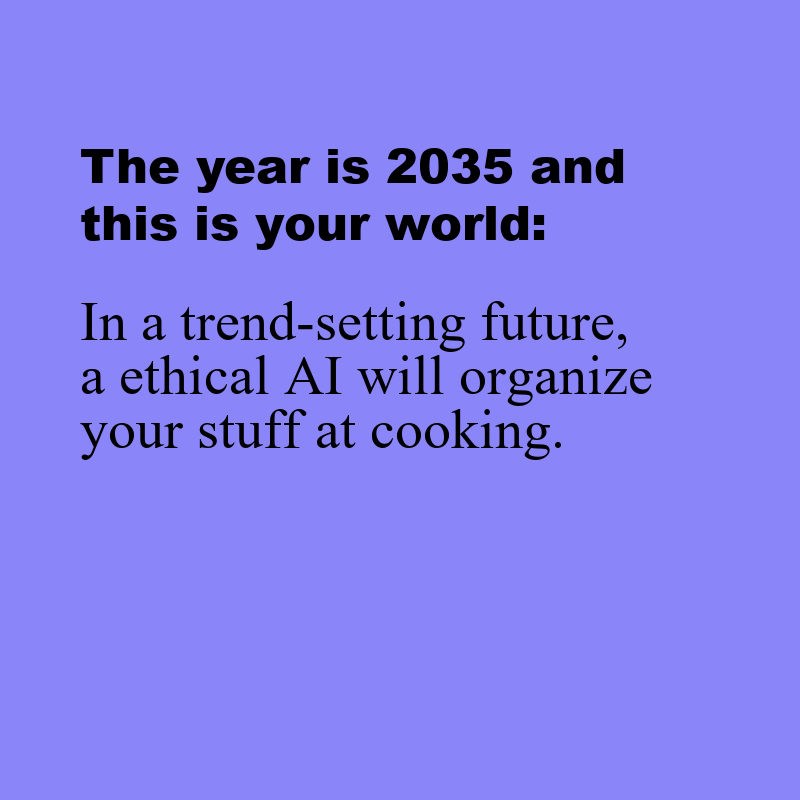 The year is 2035 and
this is your world:
In a trend-setting future,
a ethical AI will organize
your stuff at cooking.